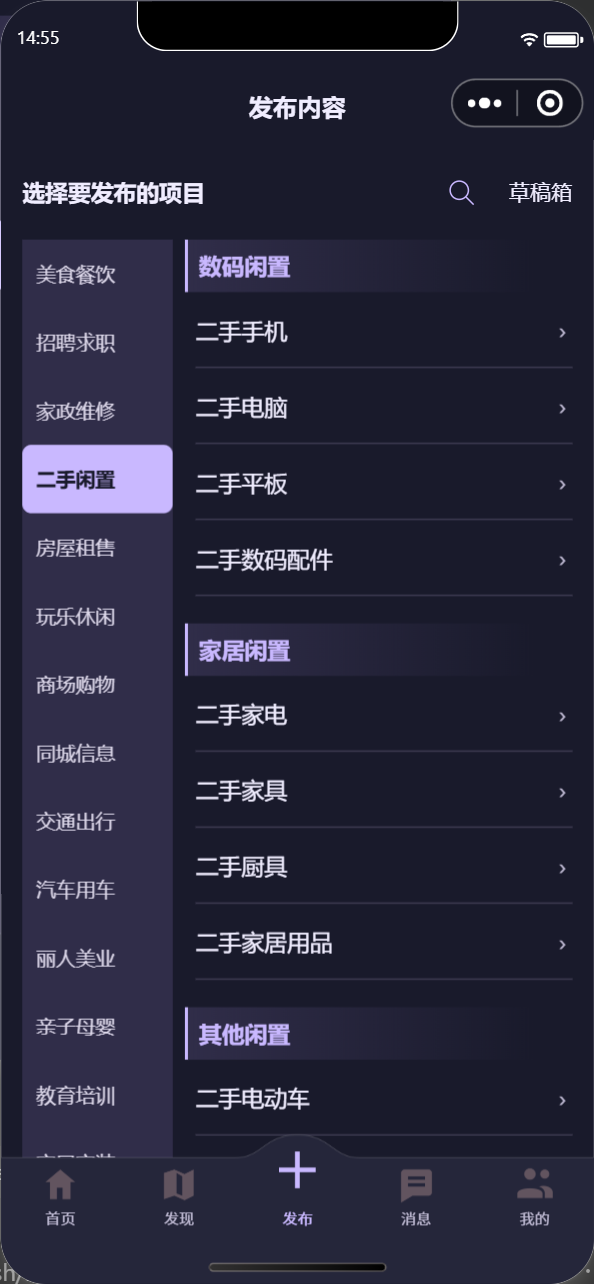 14:55
发布内容
选择要发布的项目
草稿箱
美食餐饮
招聘求职
家政维修
二手闲置
房屋租售
玩乐休闲
商场购物
同城信息
交通出行
汽车用车
丽人美业
亲子母婴
教育培训
数码闲置
二手手机
二手电脑
二手平板
二手数码配件
家居闲置
二手家电
二手家具
二手厨具
二手家居用品
其他闲置
二手电动车
首页
发现
发布
消息
我的